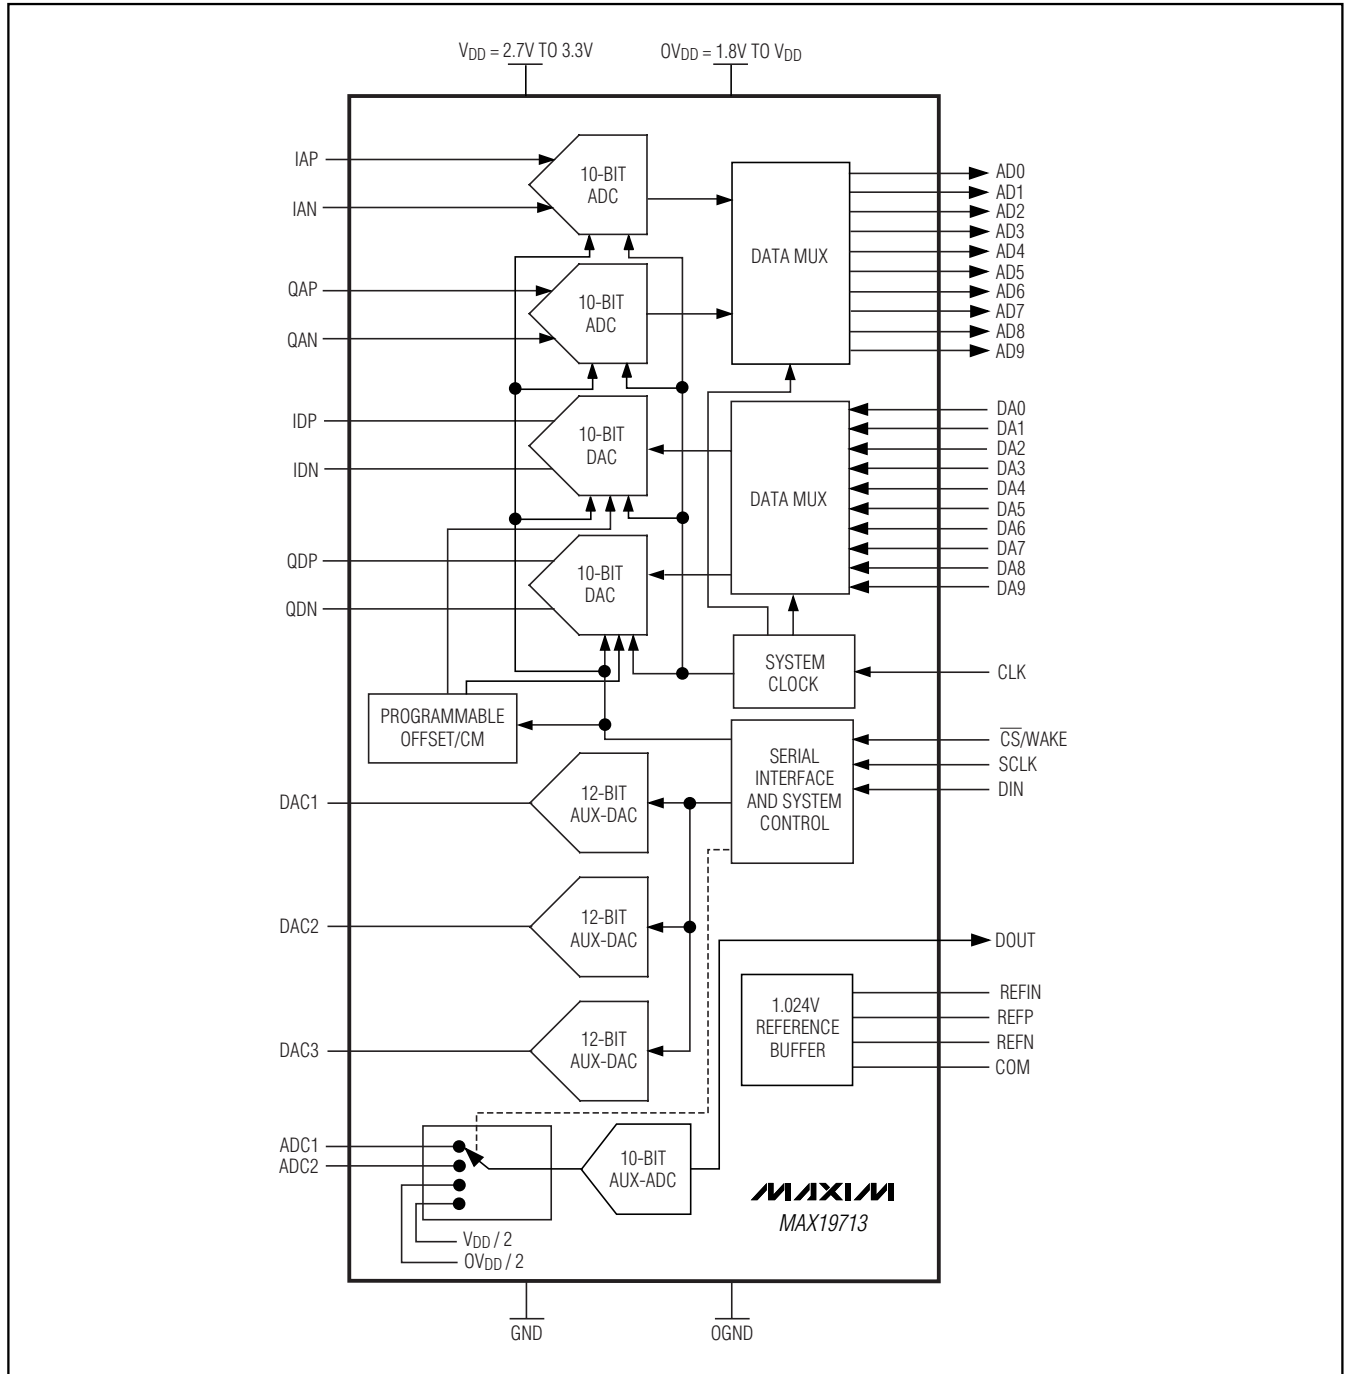 VDD = 2.7V TO 3.3V
OVDD = 1.8V TO VDD
IAP
IAN
10-BIT
ADC
QAP
QAN
10-BIT
ADC
DATA MUX
AD0
AD1
AD2
AD3
AD4
AD5
AD6
AD7
AD8
AD9
IDP
IDN
10-BIT
DAC
QDP
QDN
10-BIT
DAC
DATA MUX
DA0
DA1
DA2
DA3
DA4
DA5
DA6
DA7
DA8
DA9
SYSTEM
CLOCK
CLK
PROGRAMMABLE
OFFSET/CM
SERIAL
INTERFACE
AND SYSTEM
CONTROL
CS/WAKE
SCLK
DIN
DAC1
12-BIT
AUX-DAC
DAC2
12-BIT
AUX-DAC
DOUT
DAC3
12-BIT
AUX-DAC
1.024V
REFERENCE
BUFFER
REFIN
REFP
REFN
COM
ADC1
ADC2
10-BIT
AUX-ADC
VDD / 2
OVDD / 2
MAXIM
MAX19713
GND
OGND